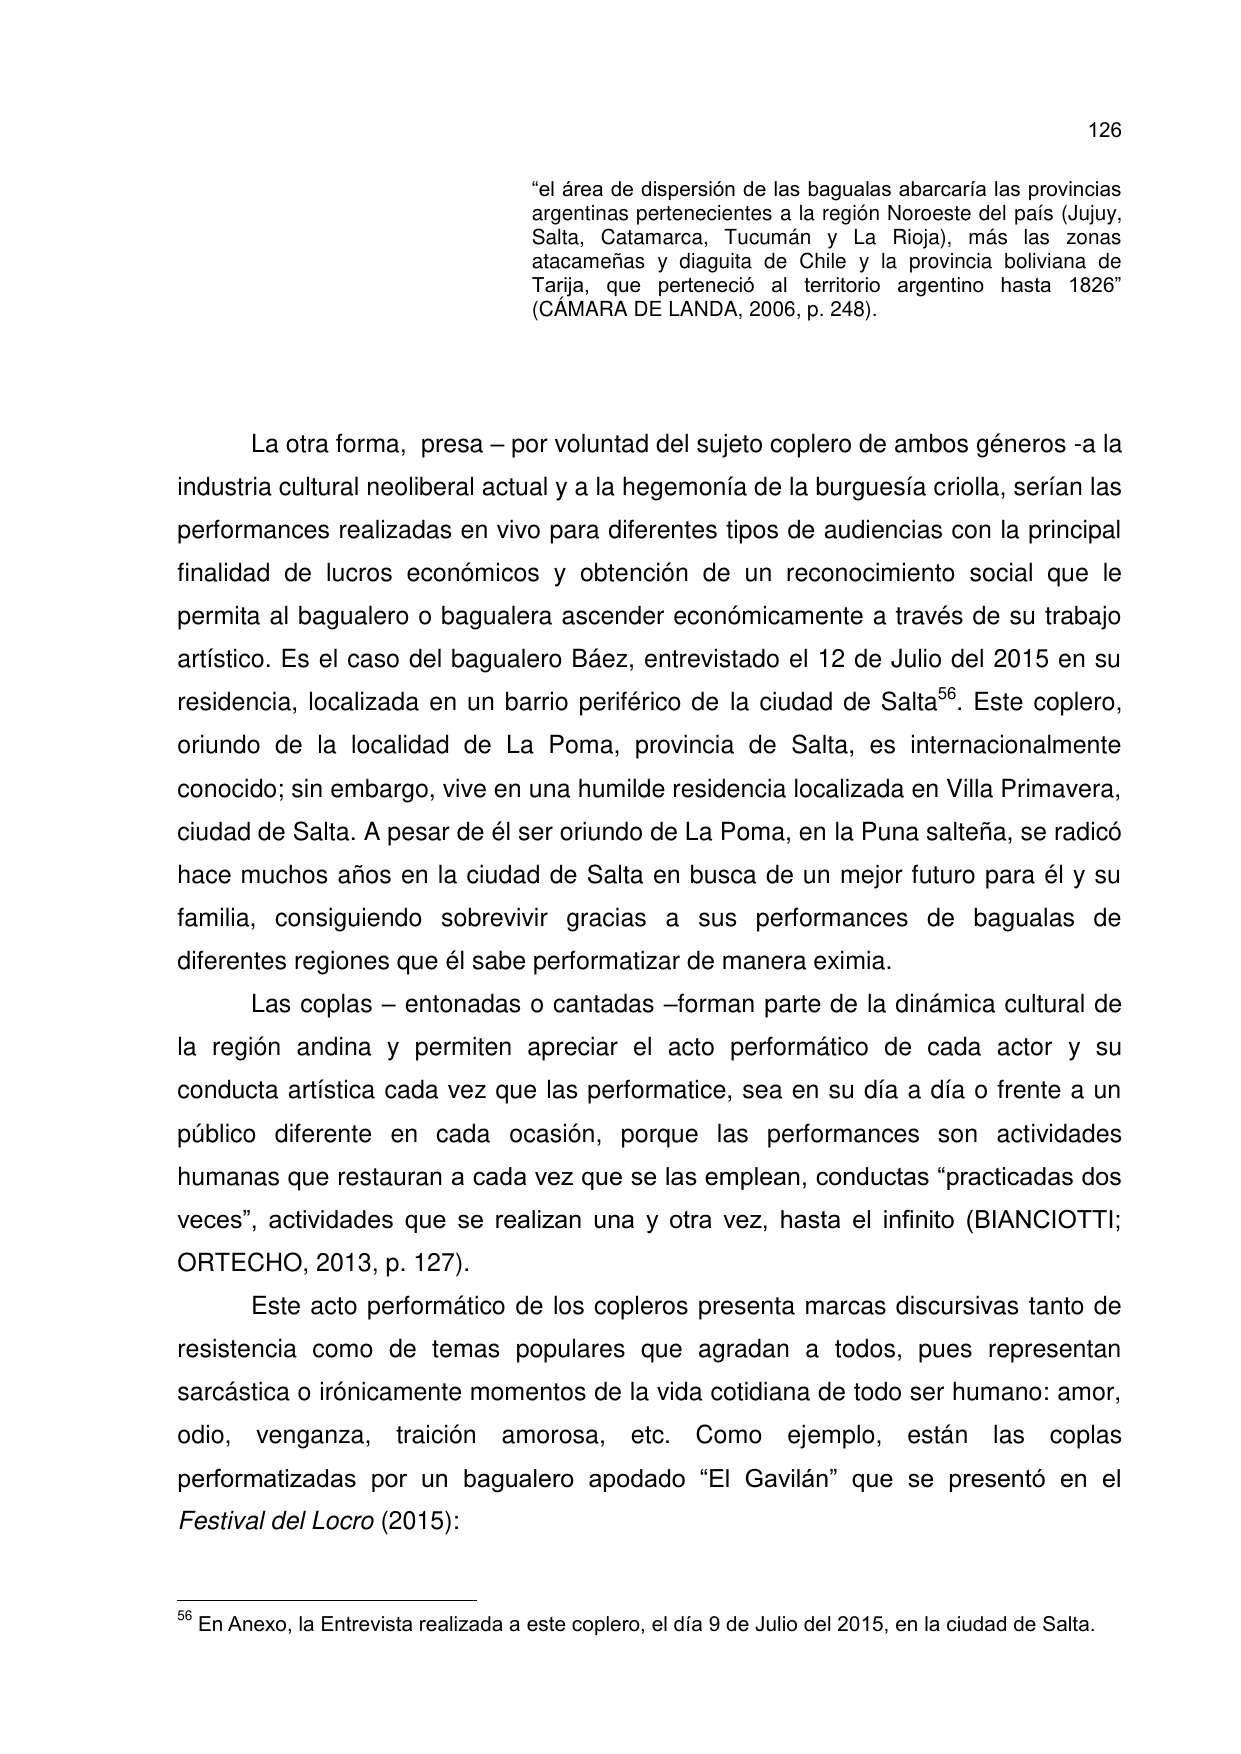 126
“el área de dispersión de las bagualas abarcaría las provincias
argentinas pertenecientes a la región Noroeste del país (Jujuy,
Salta, Catamarca, Tucumán y La Rioja), más las zonas
atacameñas y diaguita de Chile y la provincia boliviana de
Tarija, que perteneció al territorio argentino hasta 1826”
(CÁMARA DE LANDA, 2006, p. 248).
La otra forma,  presa – por voluntad del sujeto coplero de ambos géneros -a la
industria cultural neoliberal actual y a la hegemonía de la burguesía criolla, serían las
performances realizadas en vivo para diferentes tipos de audiencias con la principal
finalidad de lucros económicos y obtención de un reconocimiento social que le
permita al bagualero o bagualera ascender económicamente a través de su trabajo
artístico. Es el caso del bagualero Báez, entrevistado el 12 de Julio del 2015 en su
residencia, localizada en un barrio periférico de la ciudad de Salta56. Este coplero,
oriundo de la localidad de La Poma, provincia de Salta, es internacionalmente
conocido; sin embargo, vive en una humilde residencia localizada en Villa Primavera,
ciudad de Salta. A pesar de él ser oriundo de La Poma, en la Puna salteña, se radicó
hace muchos años en la ciudad de Salta en busca de un mejor futuro para él y su
familia, consiguiendo sobrevivir gracias a sus performances de bagualas de
diferentes regiones que él sabe performatizar de manera eximia.
Las coplas – entonadas o cantadas –forman parte de la dinámica cultural de
la región andina y permiten apreciar el acto performático de cada actor y su
conducta artística cada vez que las performatice, sea en su día a día o frente a un
público diferente en cada ocasión, porque las performances son actividades
humanas que restauran a cada vez que se las emplean, conductas “practicadas dos
veces”, actividades que se realizan una y otra vez, hasta el infinito (BIANCIOTTI;
ORTECHO, 2013, p. 127).
Este acto performático de los copleros presenta marcas discursivas tanto de
resistencia como de temas populares que agradan a todos, pues representan
sarcástica o irónicamente momentos de la vida cotidiana de todo ser humano: amor,
odio, venganza, traición amorosa, etc. Como ejemplo, están las coplas
performatizadas por un bagualero apodado “El Gavilán” que se presentó en el
Festival del Locro (2015):
56 En Anexo, la Entrevista realizada a este coplero, el día 9 de Julio del 2015, en la ciudad de Salta.